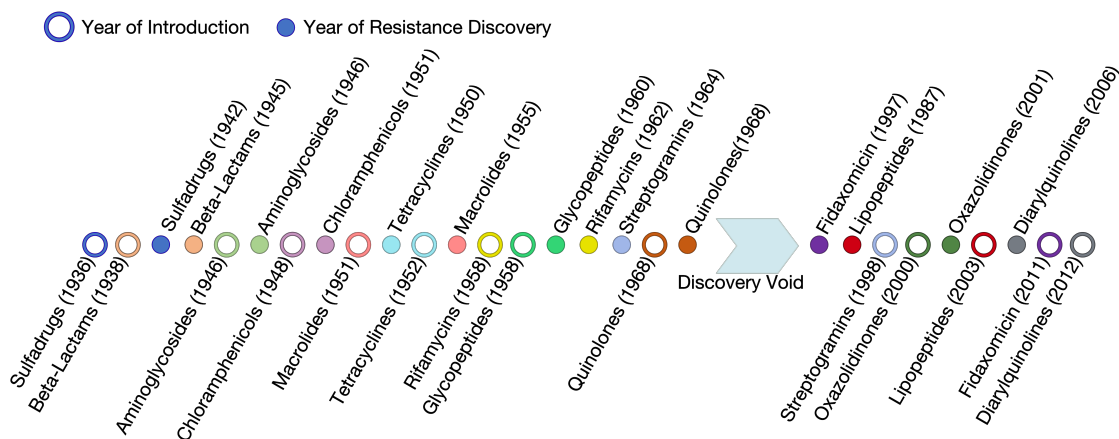 Year of Introduction
Year of Resistance Discovery
Sulfadrugs (1942)
Beta-Lactams (1945)
Aminoglycosides (1946)
Chloramphenicols (1951)
Tetracyclines (1950)
Macrolides (1955)
Glycopeptides (1960)
Rifamycins (1962)
Streptogramins (1964)
Quinolones(1968)
Fidaxomicin (1997)
Lipopeptides (1987)
Oxazolidinones (2001)
Diarylquinolines (2006)
Discovery Void
Sulfadrugs (1936)
Beta-Lactams (1938)
Aminoglycosides (1946)
Chloramphenicols (1948)
Macrolides (1951)
Tetracyclines (1952)
Rifamycins (1958)
Glycopeptides (1958)
Quinolones (1968)
Streptogramins (1998)
Oxazolidinones (2000)
Lipopeptides (2003)
Fidaxomicin (2011)
Diarylquinolines (2012)